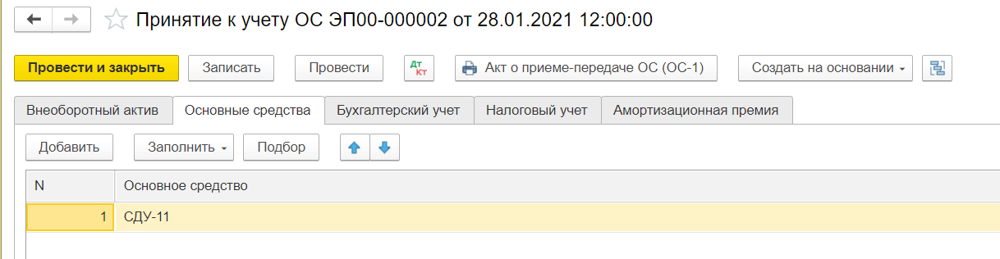 Принятие к учету ОС ЭП00-000002 от 28.01.2021 12:00:00
Провести и закрыть Записать Провести Дт Кт Акт о приеме-передаче ОС (ОС-1) Создать на основании
Внеоборотный актив Основные средства Бухгалтерский учет Налоговый учет Амортизационная премия
Добавить Заполнить Подбор
N Основное средство
1 СДУ-11